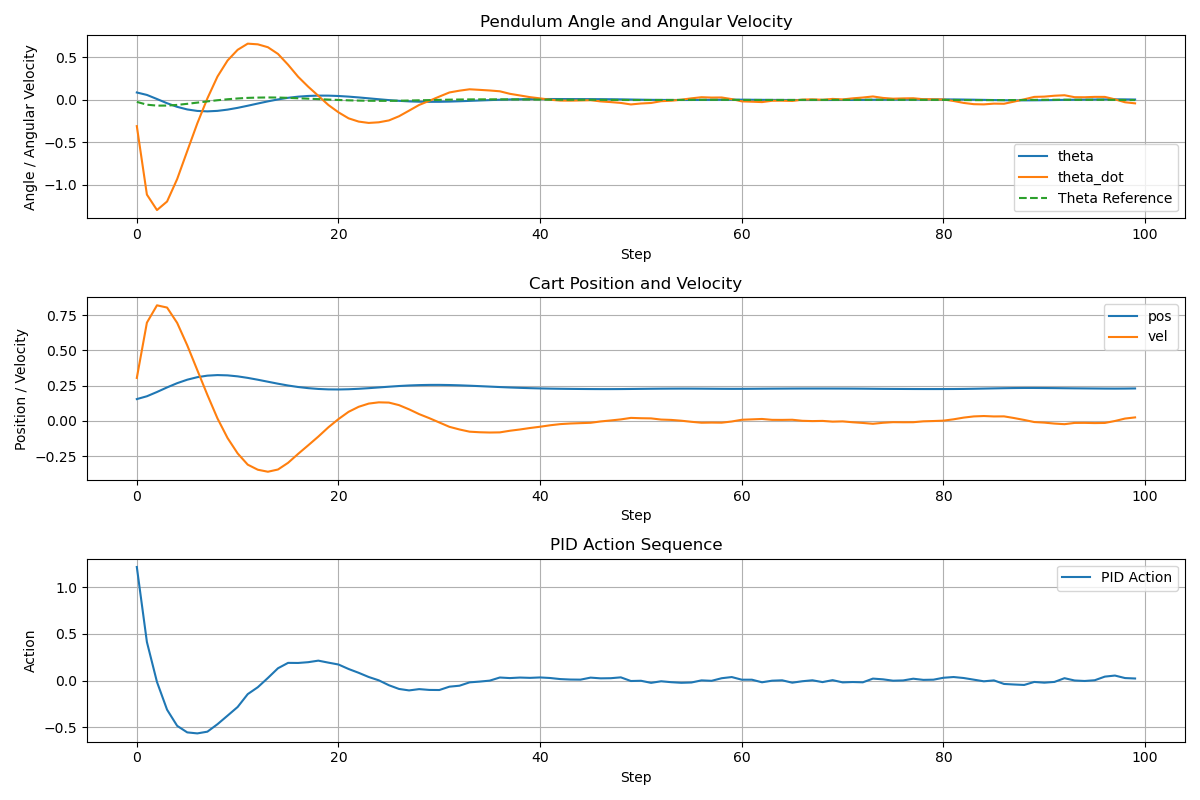 Pendulum Angle and Angular Velocity
Angle / Angular Velocity
0.5
0.0
−0.5
−1.0
theta
theta_dot
Theta Reference
0 20 40 60 80 100
Step
Cart Position and Velocity
Position / Velocity
0.75
0.50
0.25
0.00
−0.25
pos
vel
0 20 40 60 80 100
Step
PID Action Sequence
Action
1.0
0.5
0.0
−0.5
PID Action
0 20 40 60 80 100
Step